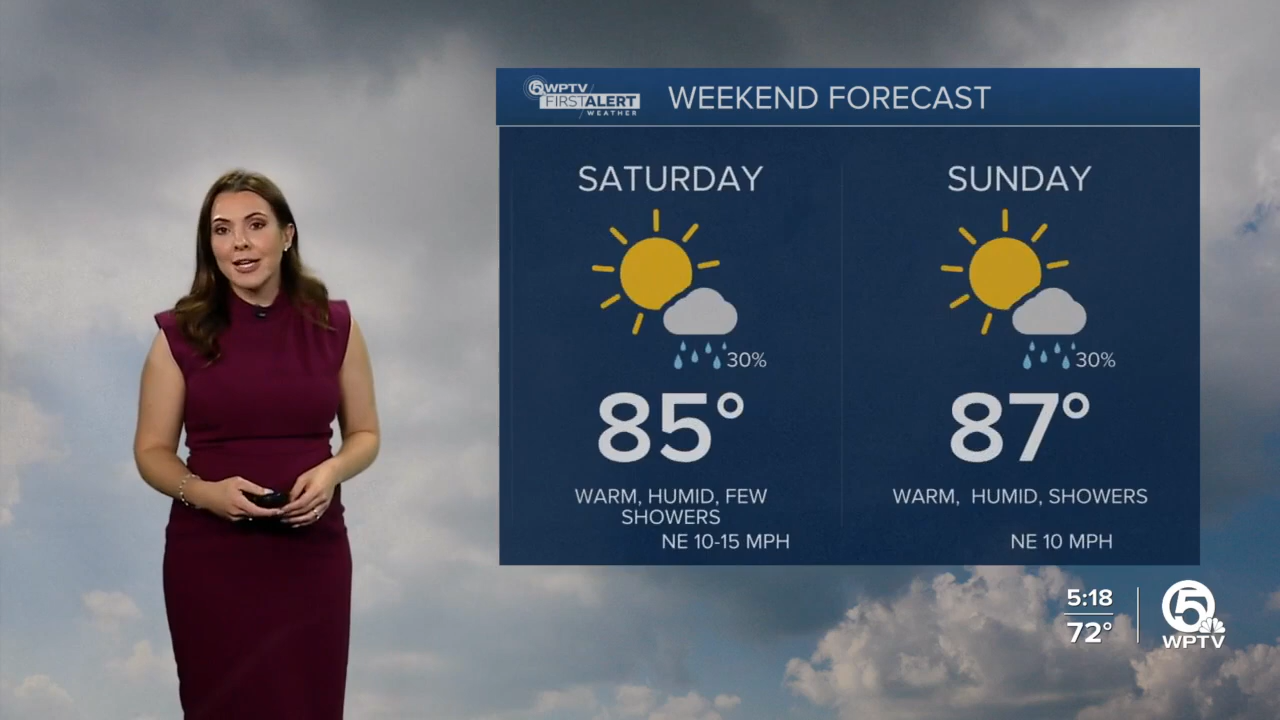 5 WPTV
FIRST ALERT
WEATHER
WEEKEND FORECAST
SATURDAY
30%
85°
WARM, HUMID, FEW
SHOWERS
NE 10-15 MPH
SUNDAY
30%
87°
WARM, HUMID, SHOWERS
NE 10 MPH
5:18
72°
5
WPTV